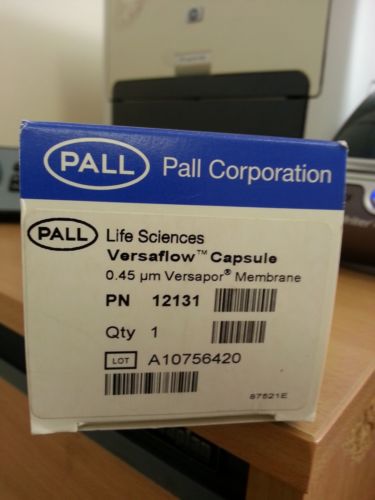 PALL
Pall Corporation
PALL
Life Sciences
Versaflow™ Capsule
0.45 µm Versapor® Membrane
PN 12131
Qty 1
LOT A10756420
87521E